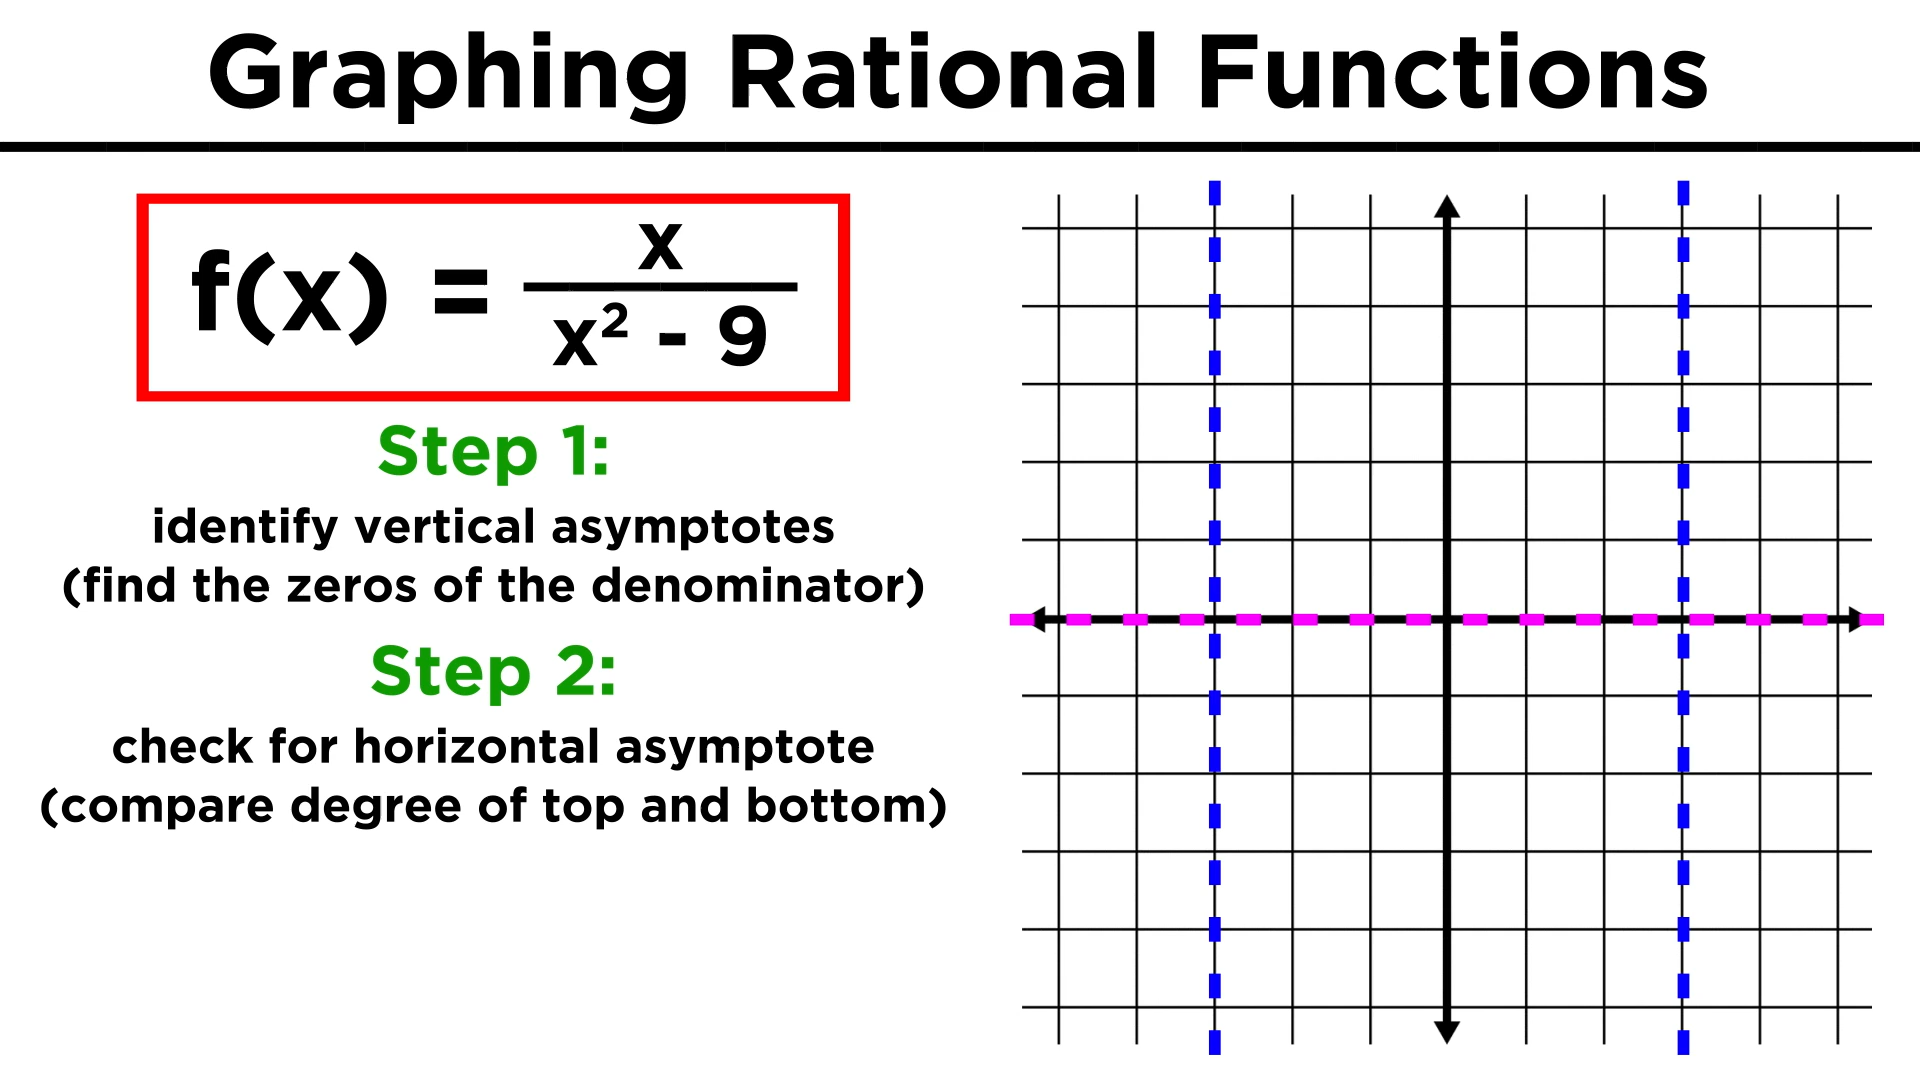 Graphing Rational Functions
f(x) = x / x² - 9
Step 1:
identify vertical asymptotes
(find the zeros of the denominator)
Step 2:
check for horizontal asymptote
(compare degree of top and bottom)